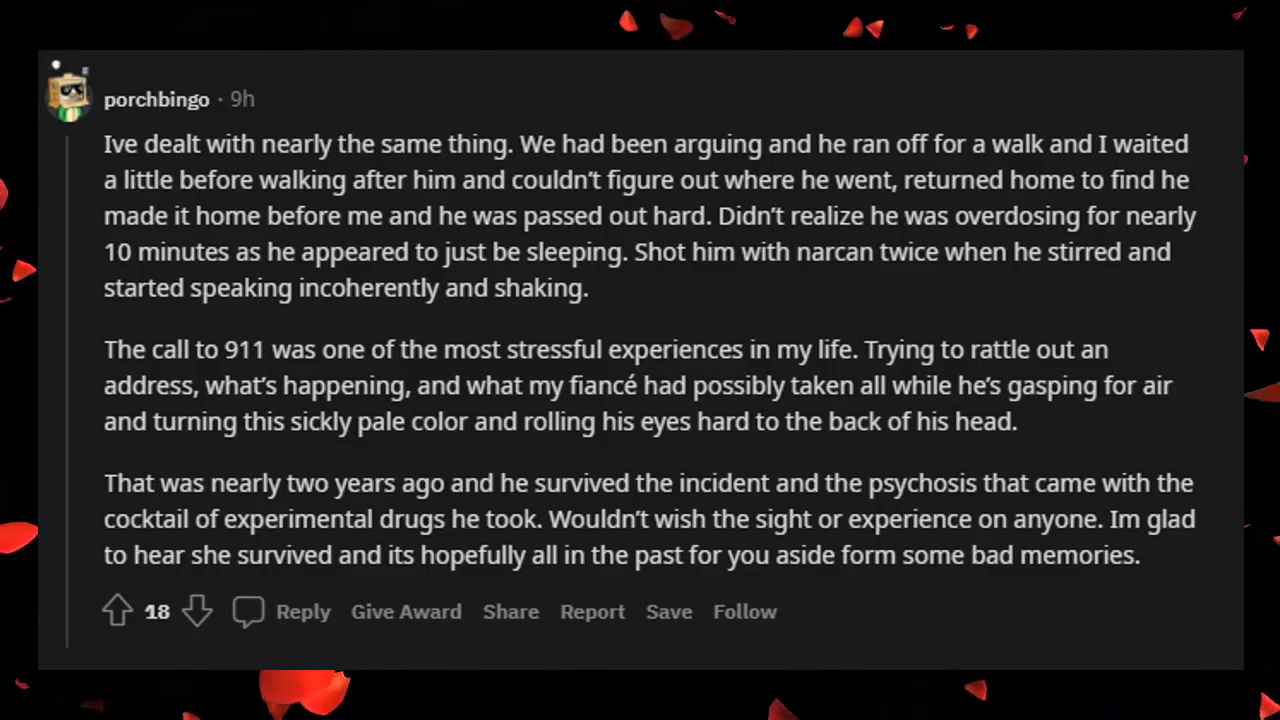 porchbingo · 9h
Ive dealt with nearly the same thing. We had been arguing and he ran off for a walk and I waited
a little before walking after him and couldn't figure out where he went, returned home to find he
made it home before me and he was passed out hard. Didn't realize he was overdosing for nearly
10 minutes as he appeared to just be sleeping. Shot him with narcan twice when he stirred and
started speaking incoherently and shaking.
The call to 911 was one of the most stressful experiences in my life. Trying to rattle out an
address, what's happening, and what my fiancé had possibly taken all while he's gasping for air
and turning this sickly pale color and rolling his eyes hard to the back of his head.
That was nearly two years ago and he survived the incident and the psychosis that came with the
cocktail of experimental drugs he took. Wouldn't wish the sight or experience on anyone. Im glad
to hear she survived and its hopefully all in the past for you aside form some bad memories.
18 Reply Give Award Share Report Save Follow